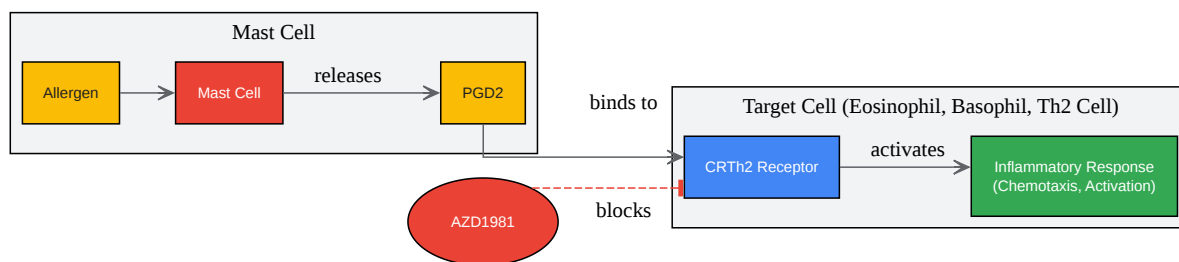 Mast Cell
Allergen
Mast Cell
releases
PGD2
binds to
Target Cell (Eosinophil, Basophil, Th2 Cell)
CRTh2 Receptor
activates
Inflammatory Response
(Chemotaxis, Activation)
AZD1981
blocks